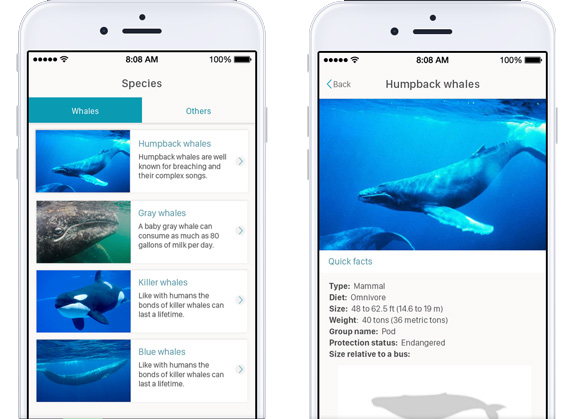 8:08 AM 100%
Species
Whales Others
Humpback whales
Humpback whales are well
known for breaching and
their complex songs.
Gray whales
A baby gray whale can
consume as much as 80
gallons of milk per day.
Killer whales
Like with humans the
bonds of killer whales can
last a lifetime.
Blue whales
Like with humans the
bonds of killer whales can
last a lifetime.
8:08 AM 100%
Back Humpback whales
Quick facts
Type: Mammal
Diet: Omnivore
Size: 48 to 62.5 ft (14.6 to 19 m)
Weight: 40 tons (36 metric tons)
Group name: Pod
Protection status: Endangered
Size relative to a bus: